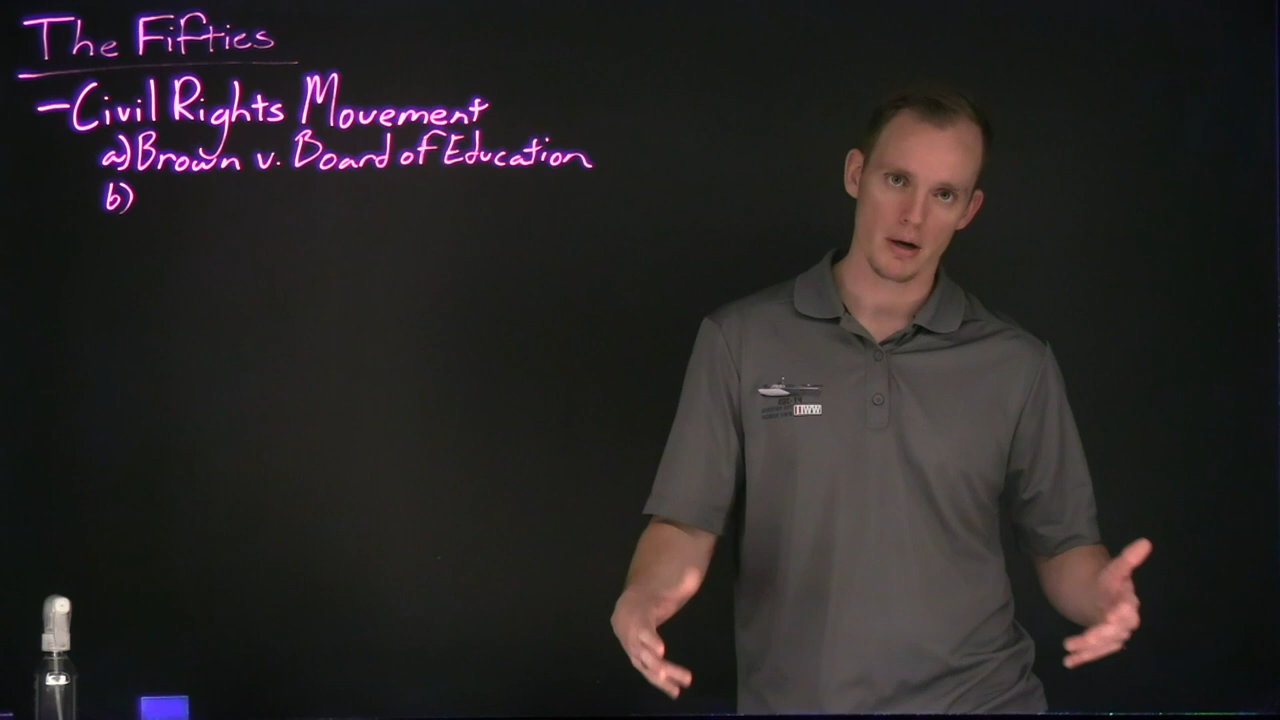 The Fifties
-Civil Rights Movement
a) Brown v. Board of Education
b)